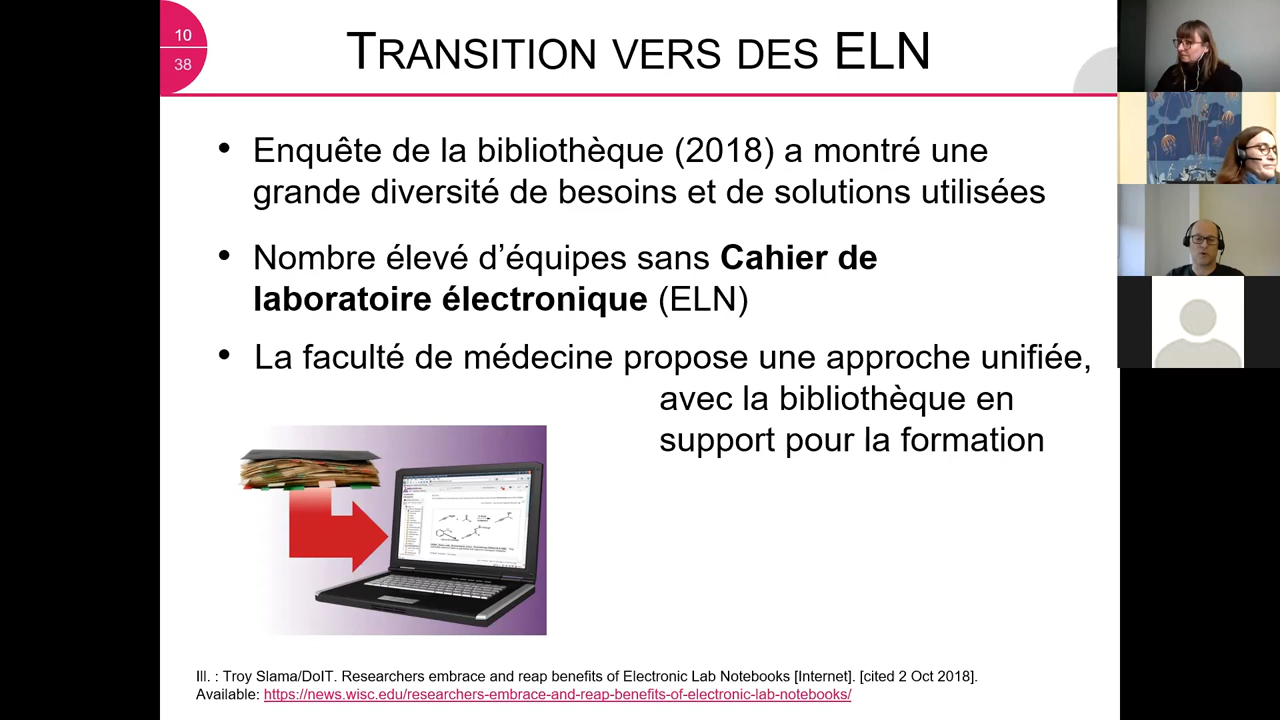 10
38
TRANSITION VERS DES ELN
• Enquête de la bibliothèque (2018) a montré une
grande diversité de besoins et de solutions utilisées
• Nombre élevé d’équipes sans Cahier de
laboratoire électronique (ELN)
• La faculté de médecine propose une approche unifiée,
avec la bibliothèque en
support pour la formation
Ill. : Troy Slama/DoIT. Researchers embrace and reap benefits of Electronic Lab Notebooks [Internet]. [cited 2 Oct 2018].
Available: https://news.wisc.edu/researchers-embrace-and-reap-benefits-of-electronic-lab-notebooks/